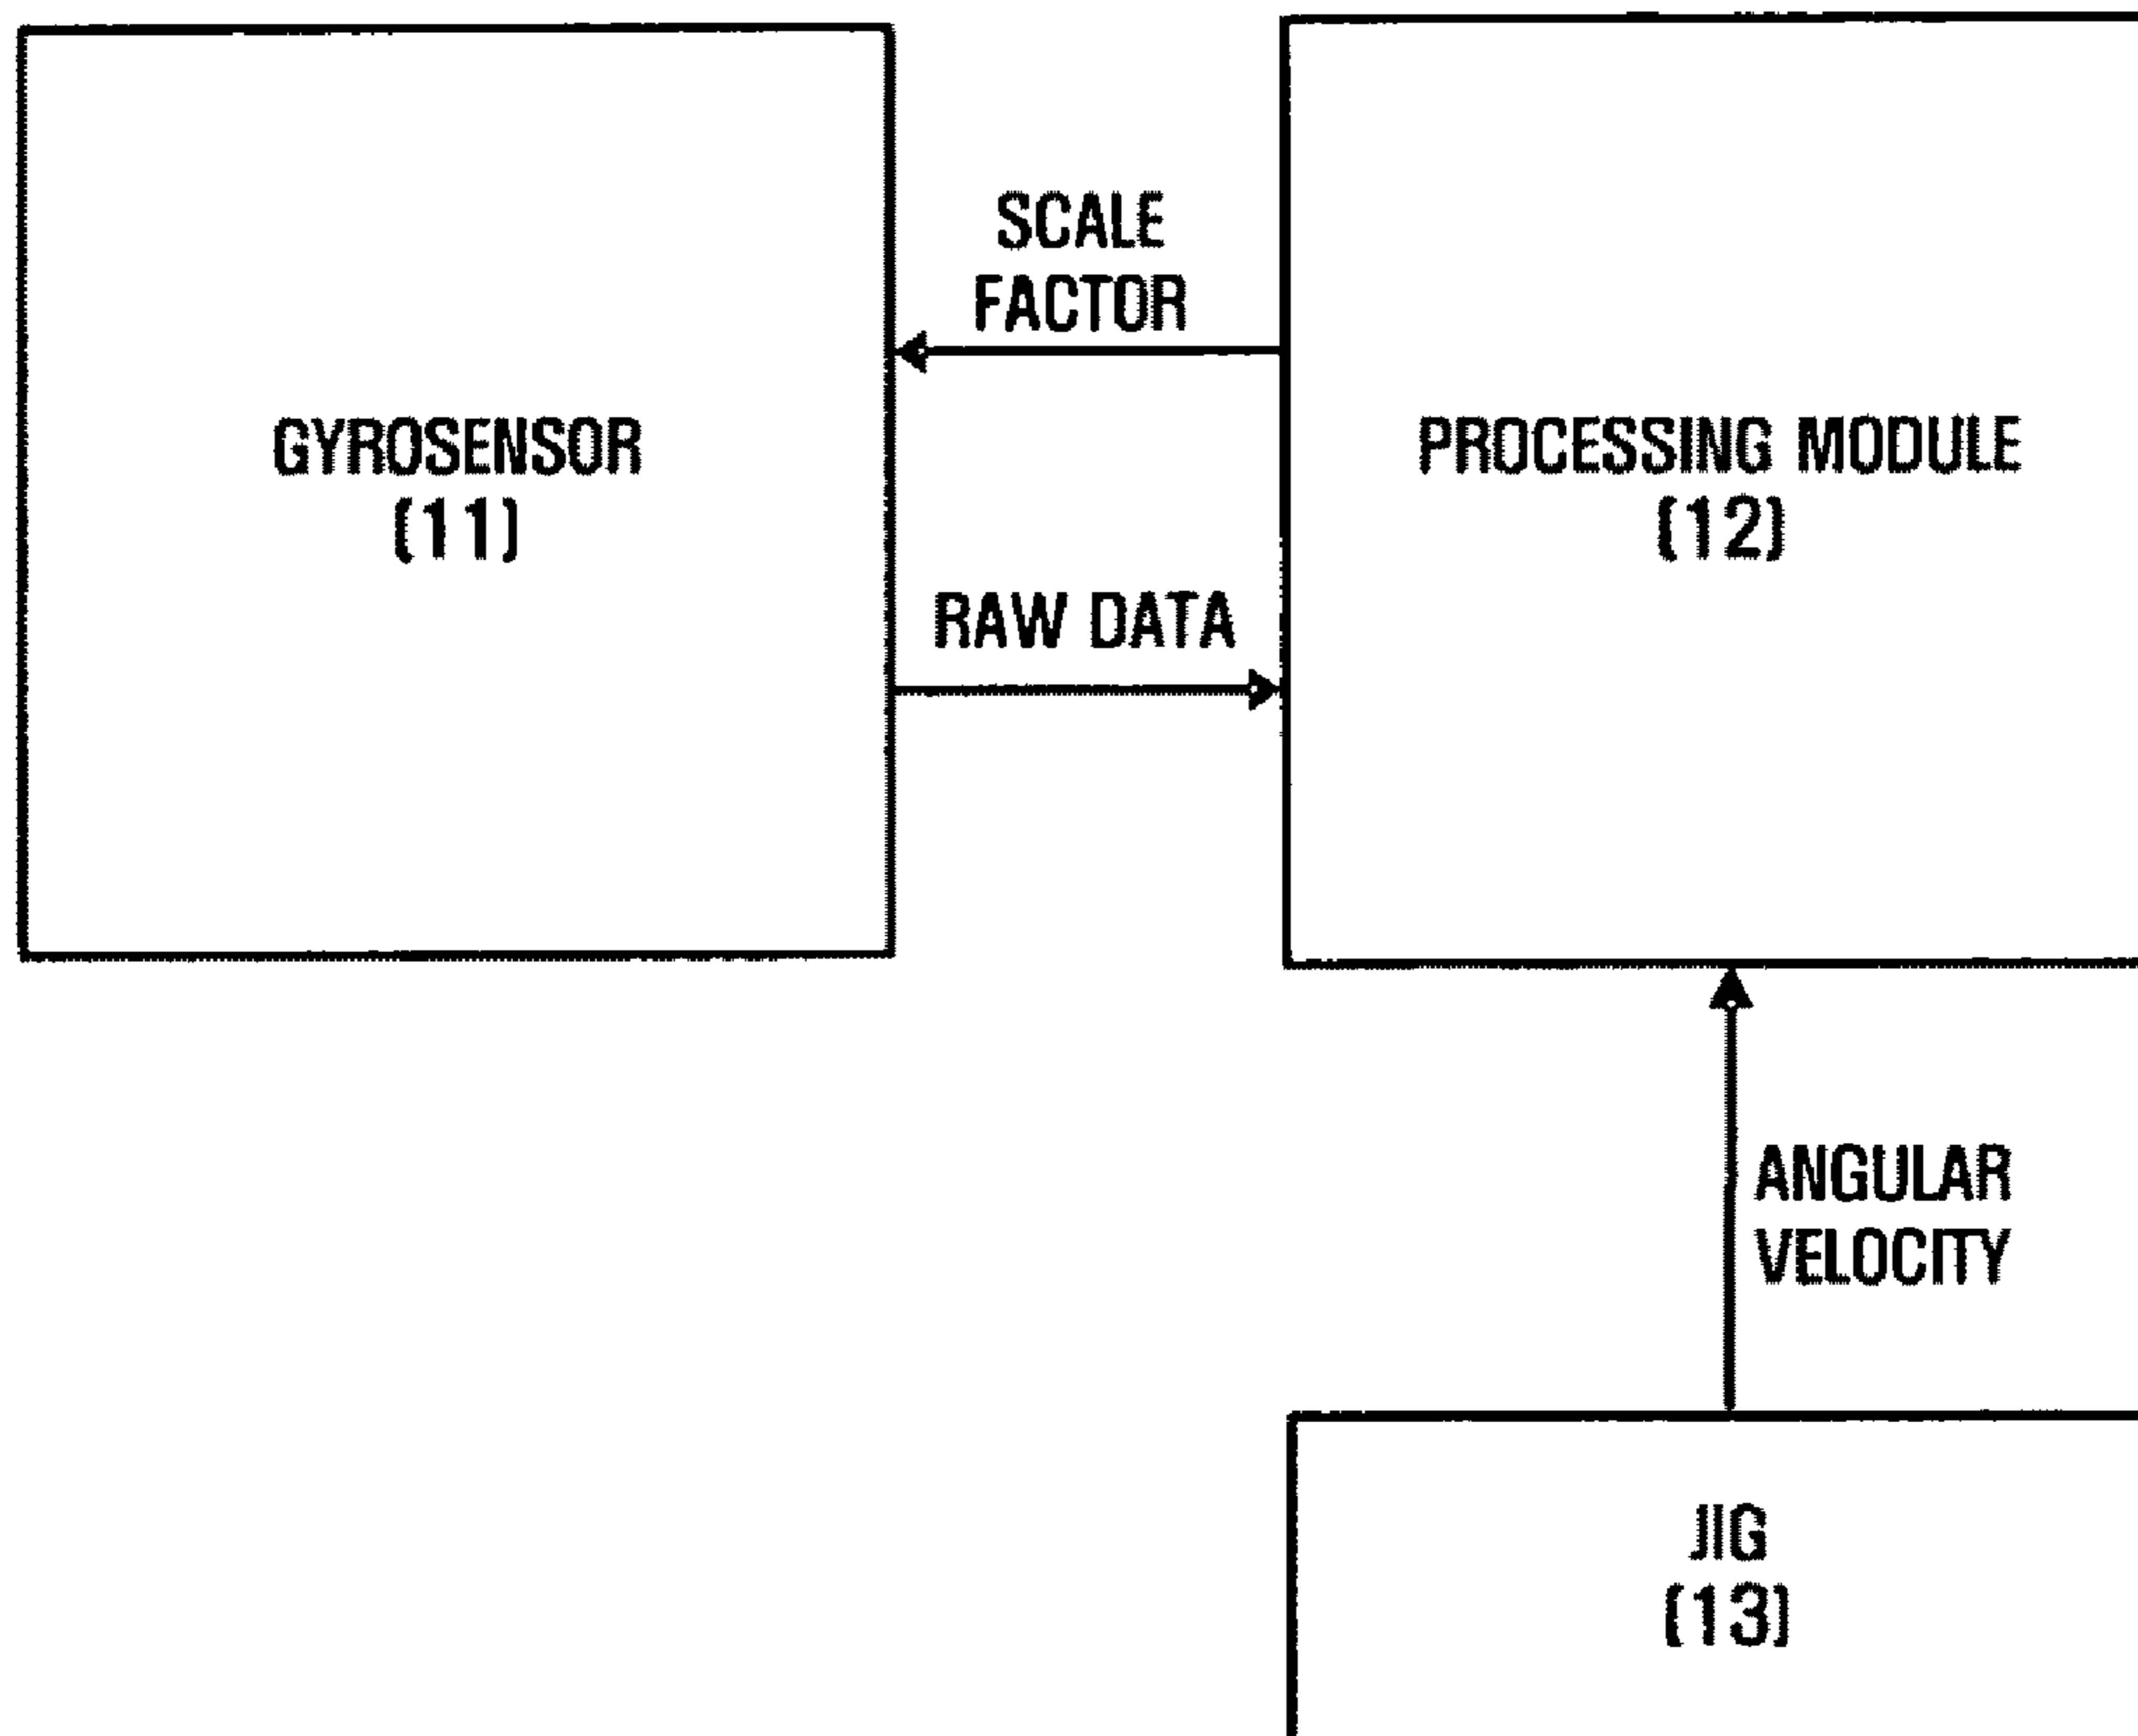 SCALE
FACTOR
GYROSENSOR
(11)
PROCESSING MODULE
(12)
RAW DATA
ANGULAR
VELOCITY
JIG
(13)